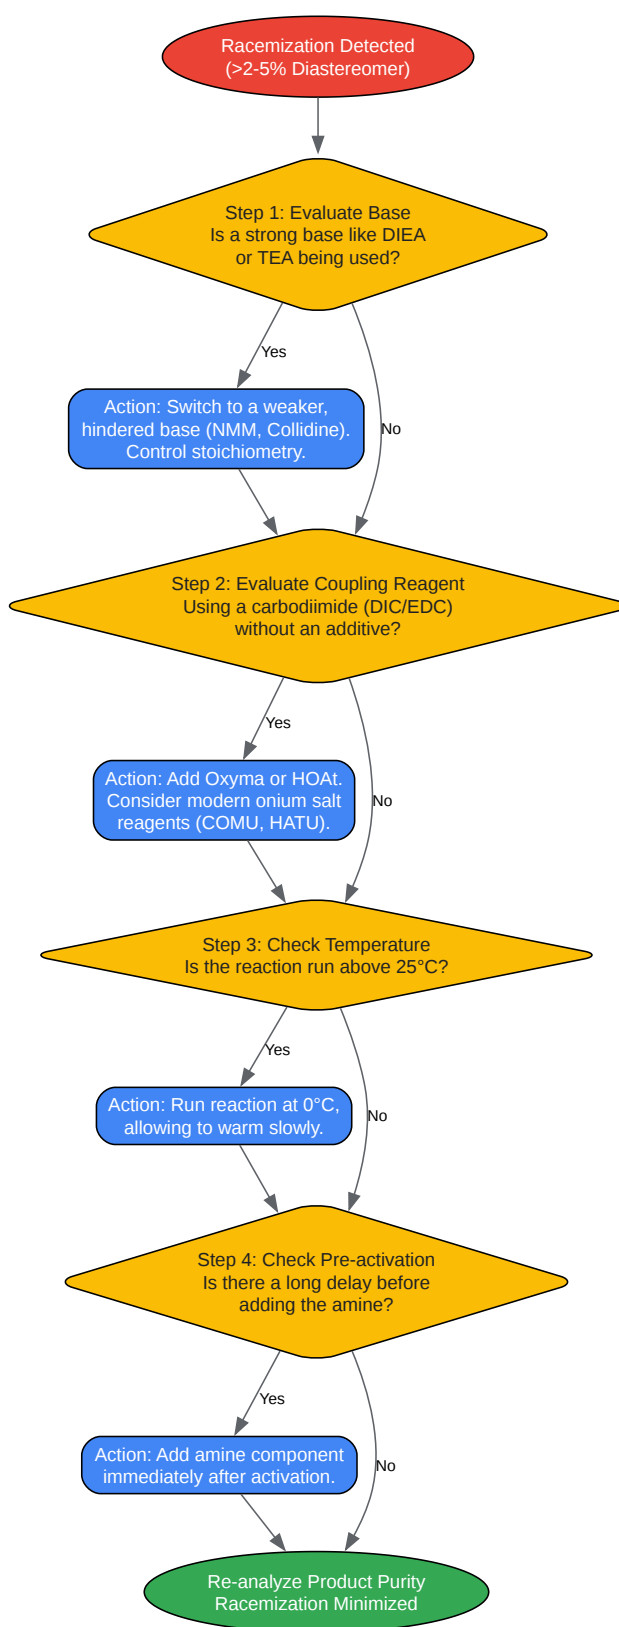 Racemization Detected
(>2-5% Diastereomer)
Step 1: Evaluate Base
Is a strong base like DIEA
or TEA being used?
Yes
No
Action: Switch to a weaker,
hindered base (NMM, Collidine).
Control stoichiometry.
Step 2: Evaluate Coupling Reagent
Using a carbodiimide (DIC/EDC)
without an additive?
Yes
No
Action: Add Oxyma or HOAt.
Consider modern onium salt
reagents (COMU, HATU).
Step 3: Check Temperature
Is the reaction run above 25°C?
Yes
No
Action: Run reaction at 0°C,
allowing to warm slowly.
Step 4: Check Pre-activation
Is there a long delay before
adding the amine?
Yes
No
Action: Add amine component
immediately after activation.
Re-analyze Product Purity
Racemization Minimized